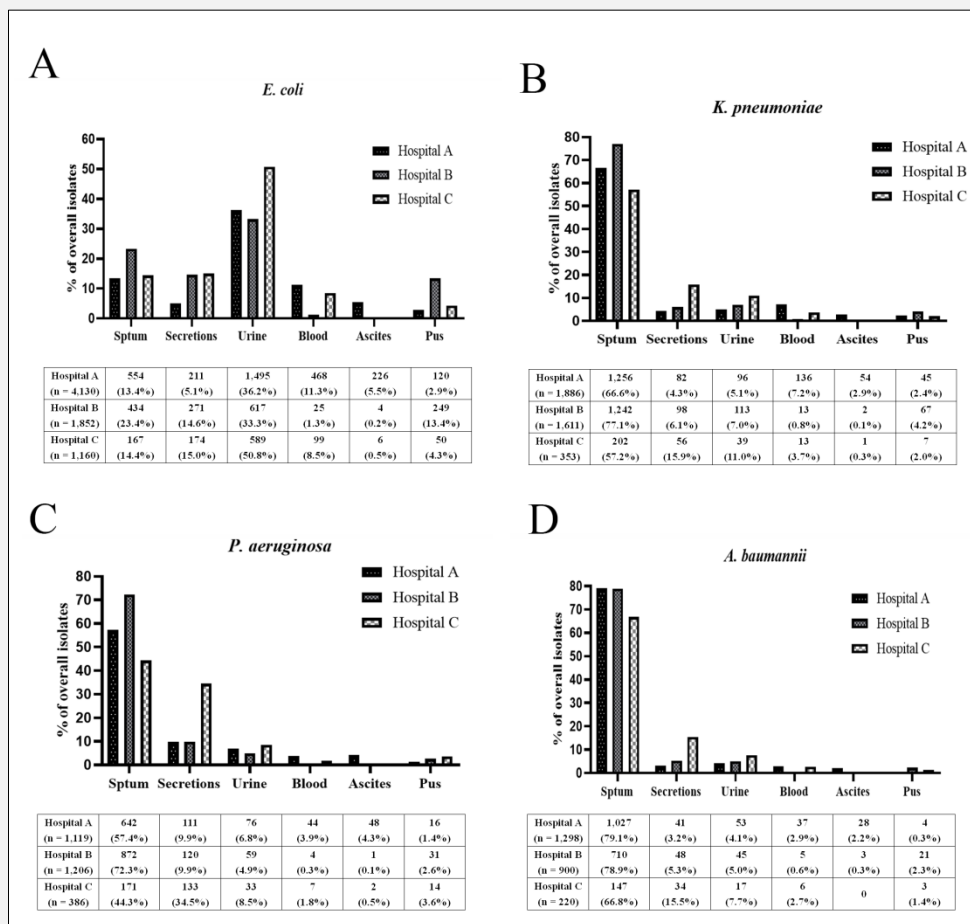 A
E. coli
% of overall isolates
60
50
40
30
20
10
0
Hospital A
Hospital B
Hospital C
Sptum Secretions Urine Blood Ascites Pus
Hospital A 554 211 1,495 468 226 120
(n = 4,130) (13.4%) (5.1%) (36.2%) (11.3%) (5.5%) (2.9%)
Hospital B 434 271 617 25 4 249
(n = 1,852) (23.4%) (14.6%) (33.3%) (1.3%) (0.2%) (13.4%)
Hospital C 167 174 589 99 6 50
(n = 1,160) (14.4%) (15.0%) (50.8%) (8.5%) (0.5%) (4.3%)
B
K. pneumoniae
% of overall isolates
80
70
60
50
40
30
20
10
0
Hospital A
Hospital B
Hospital C
Sptum Secretions Urine Blood Ascites Pus
Hospital A 1,256 82 96 136 54 45
(n = 1,886) (66.6%) (4.3%) (5.1%) (7.2%) (2.9%) (2.4%)
Hospital B 1,242 98 113 13 2 67
(n = 1,611) (77.1%) (6.1%) (7.0%) (0.8%) (0.1%) (4.2%)
Hospital C 202 56 39 13 1 7
(n = 353) (57.2%) (15.9%) (11.0%) (3.7%) (0.3%) (2.0%)
C
P. aeruginosa
% of overall isolates
80
70
60
50
40
30
20
10
0
Hospital A
Hospital B
Hospital C
Sptum Secretions Urine Blood Ascites Pus
Hospital A 642 111 76 44 48 16
(n = 1,119) (57.4%) (9.9%) (6.8%) (3.9%) (4.3%) (1.4%)
Hospital B 872 120 59 4 1 31
(n = 1,206) (72.3%) (9.9%) (4.9%) (0.3%) (0.1%) (2.6%)
Hospital C 171 133 33 7 2 14
(n = 386) (44.3%) (34.5%) (8.5%) (1.8%) (0.5%) (3.6%)
D
A. baumannii
% of overall isolates
80
70
60
50
40
30
20
10
0
Hospital A
Hospital B
Hospital C
Sptum Secretions Urine Blood Ascites Pus
Hospital A 1,027 41 53 37 28 4
(n = 1,298) (79.1%) (3.2%) (4.1%) (2.9%) (2.2%) (0.3%)
Hospital B 710 48 45 5 3 21
(n = 900) (78.9%) (5.3%) (5.0%) (0.6%) (0.3%) (2.3%)
Hospital C 147 34 17 6 0 3
(n = 220) (66.8%) (15.5%) (7.7%) (2.7%) (1.4%)